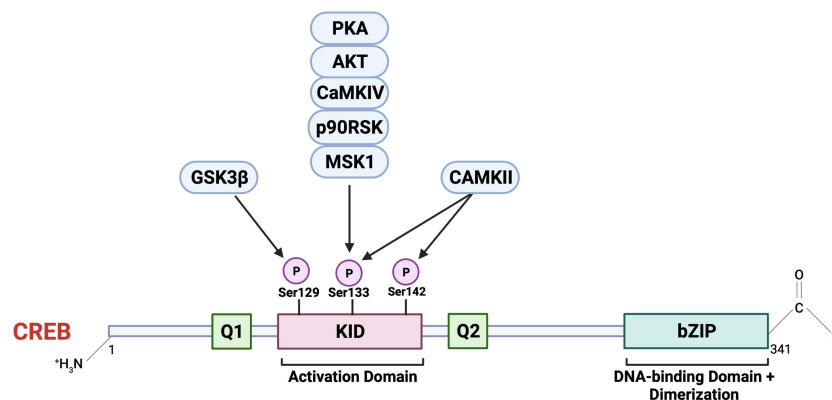 PKA
AKT
CaMKIV
p90RSK
MSK1
GSK3β
CAMKII
P
P
P
Ser129
Ser133
Ser142
CREB
Q1
KID
Q2
bZIP
O
C
⁺H₃N
1
341
Activation Domain
DNA-binding Domain +
Dimerization